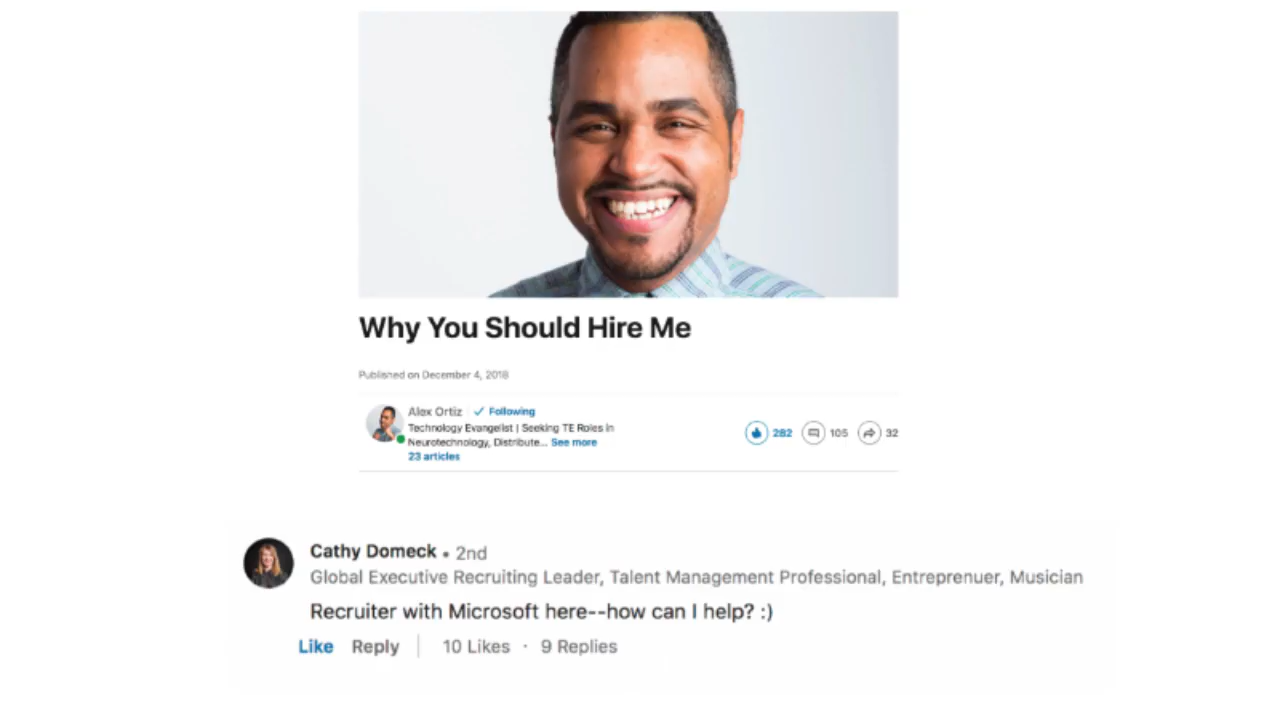 Why You Should Hire Me
Published on December 4, 2018
Alex Ortiz Following
Technology Evangelist | Seeking TE Roles in
Neurotechnology, Distribute... See more
23 articles
282 105 32
Cathy Domeck • 2nd
Global Executive Recruiting Leader, Talent Management Professional, Entreprenuer, Musician
Recruiter with Microsoft here--how can I help? :)
Like Reply 10 Likes · 9 Replies